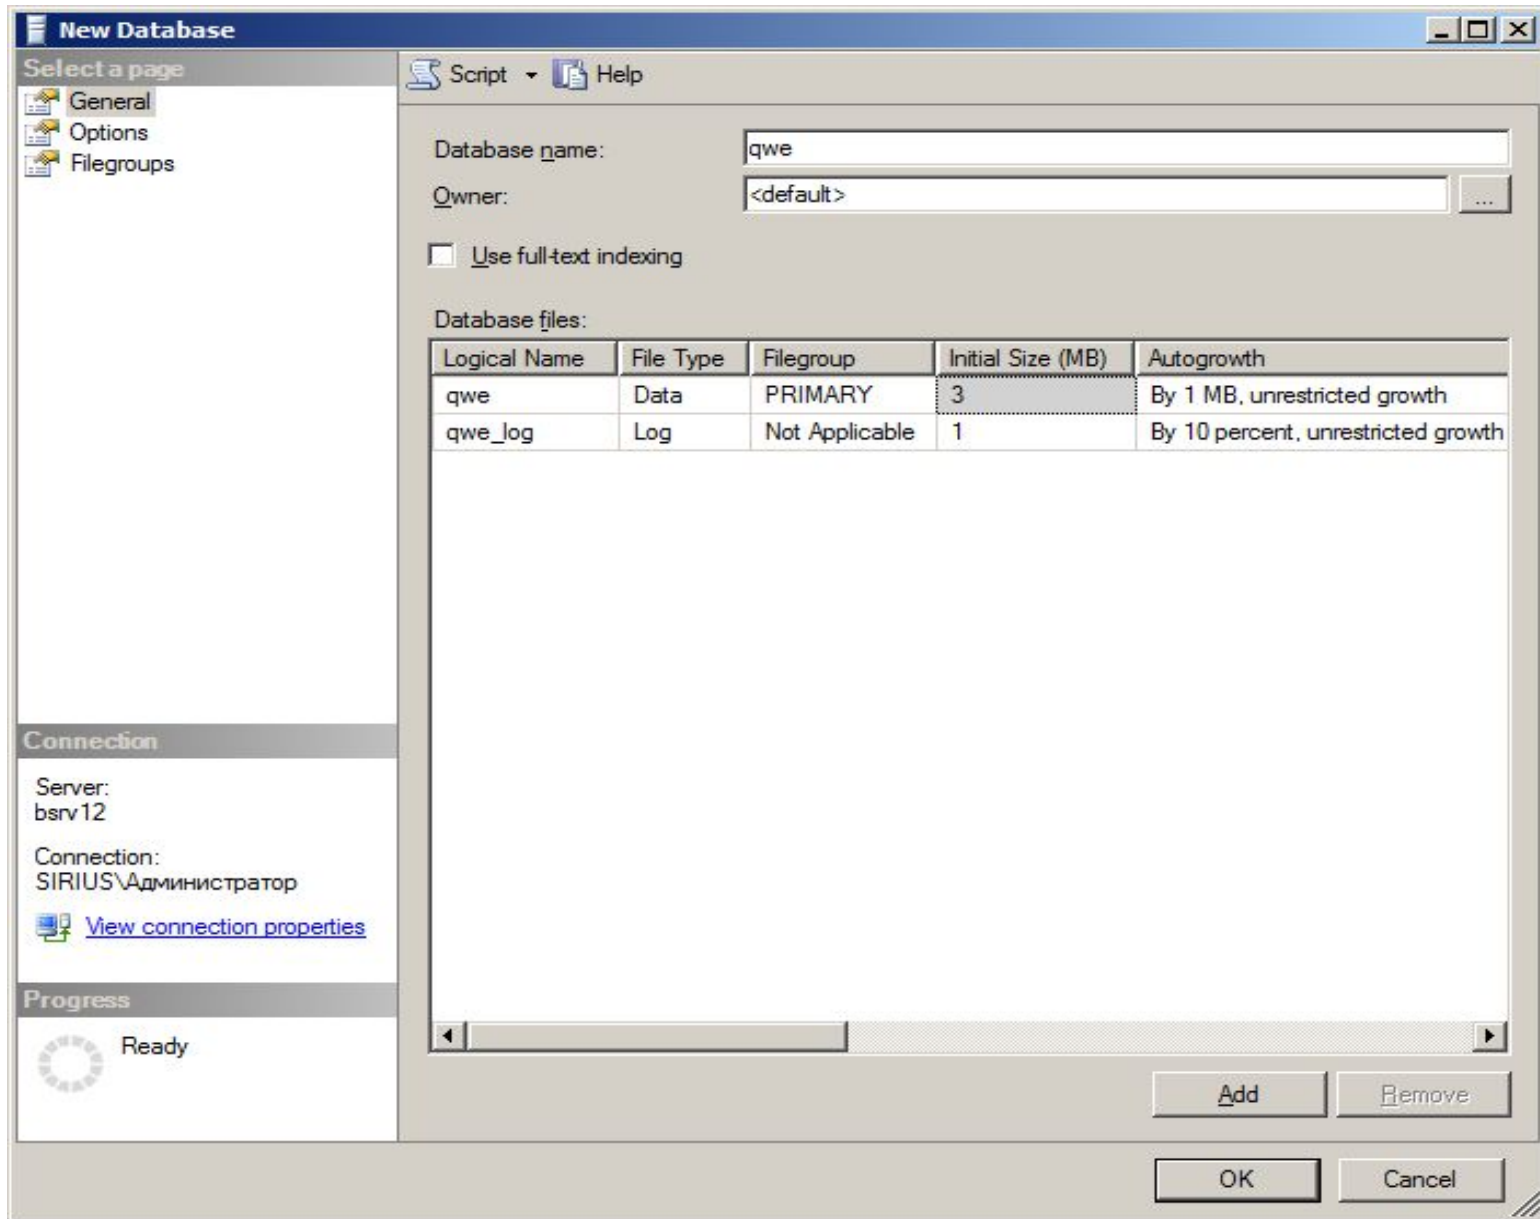 New Database
Select a page
General
Options
Filegroups
Script Help
Database name: qwe
Owner: <default> ...
Use full-text indexing
Database files:
Logical Name File Type Filegroup Initial Size (MB) Autogrowth
qwe Data PRIMARY 3 By 1 MB, unrestricted growth
qwe_log Log Not Applicable 1 By 10 percent, unrestricted growth
Connection
Server:
bsrv12
Connection:
SIRIUS\Администратор
View connection properties
Progress
Ready
Add Remove
OK Cancel